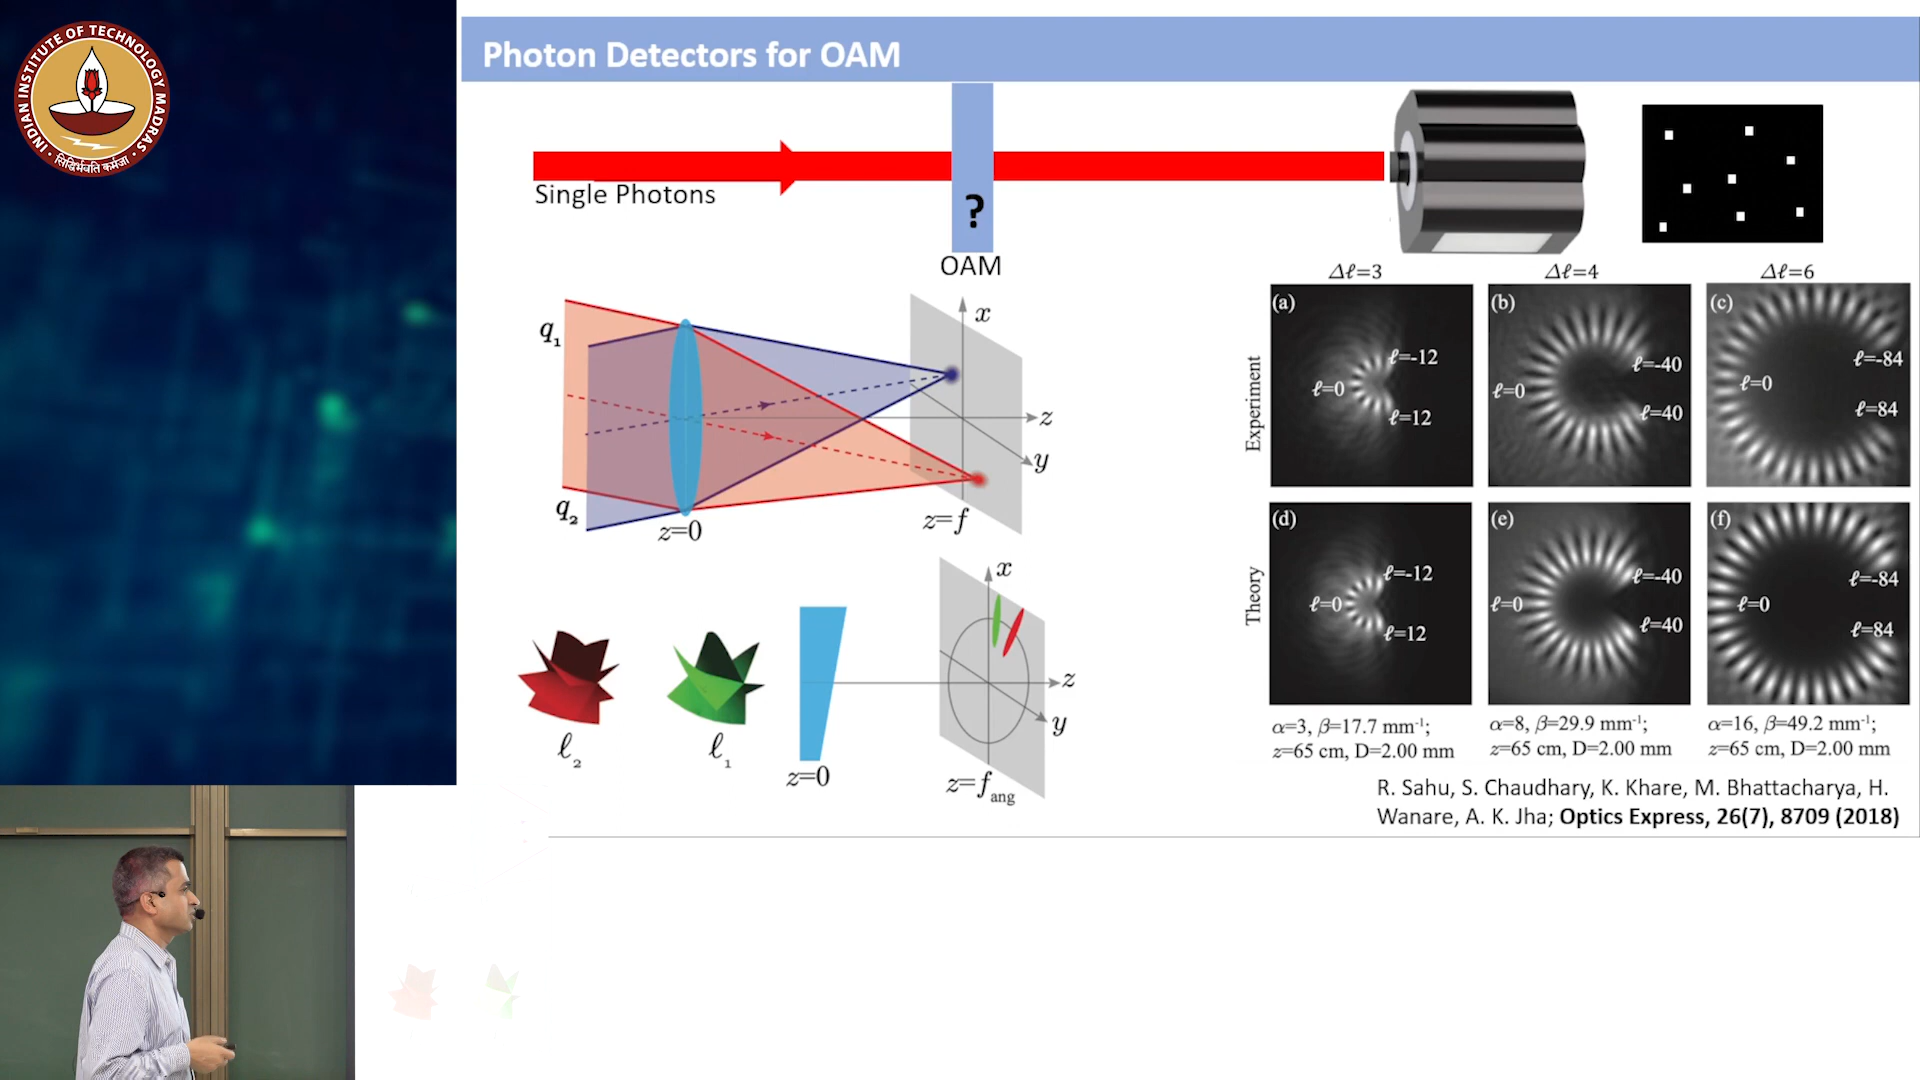 INDIAN INSTITUTE OF TECHNOLOGY MADRAS
सिद्धिर्भवति कर्मजा
Photon Detectors for OAM
Single Photons
?
OAM
q₁
q₂
z=0
x
z
y
z=f
ℓ₂
ℓ₁
z=0
x
z
y
z=f_ang
Δℓ=3
Δℓ=4
Δℓ=6
Experiment
(a)
ℓ=-12
ℓ=0
ℓ=12
(b)
ℓ=-40
ℓ=0
ℓ=40
(c)
ℓ=-84
ℓ=0
ℓ=84
Theory
(d)
ℓ=-12
ℓ=0
ℓ=12
(e)
ℓ=-40
ℓ=0
ℓ=40
(f)
ℓ=-84
ℓ=0
ℓ=84
α=3, β=17.7 mm⁻¹;
z=65 cm, D=2.00 mm
α=8, β=29.9 mm⁻¹;
z=65 cm, D=2.00 mm
α=16, β=49.2 mm⁻¹;
z=65 cm, D=2.00 mm
R. Sahu, S. Chaudhary, K. Khare, M. Bhattacharya, H.
Wanare, A. K. Jha; Optics Express, 26(7), 8709 (2018)